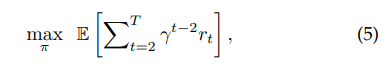 max_π 𝔼 [∑_{t=2}^{T} γ^{t−2} r_t] , (5)